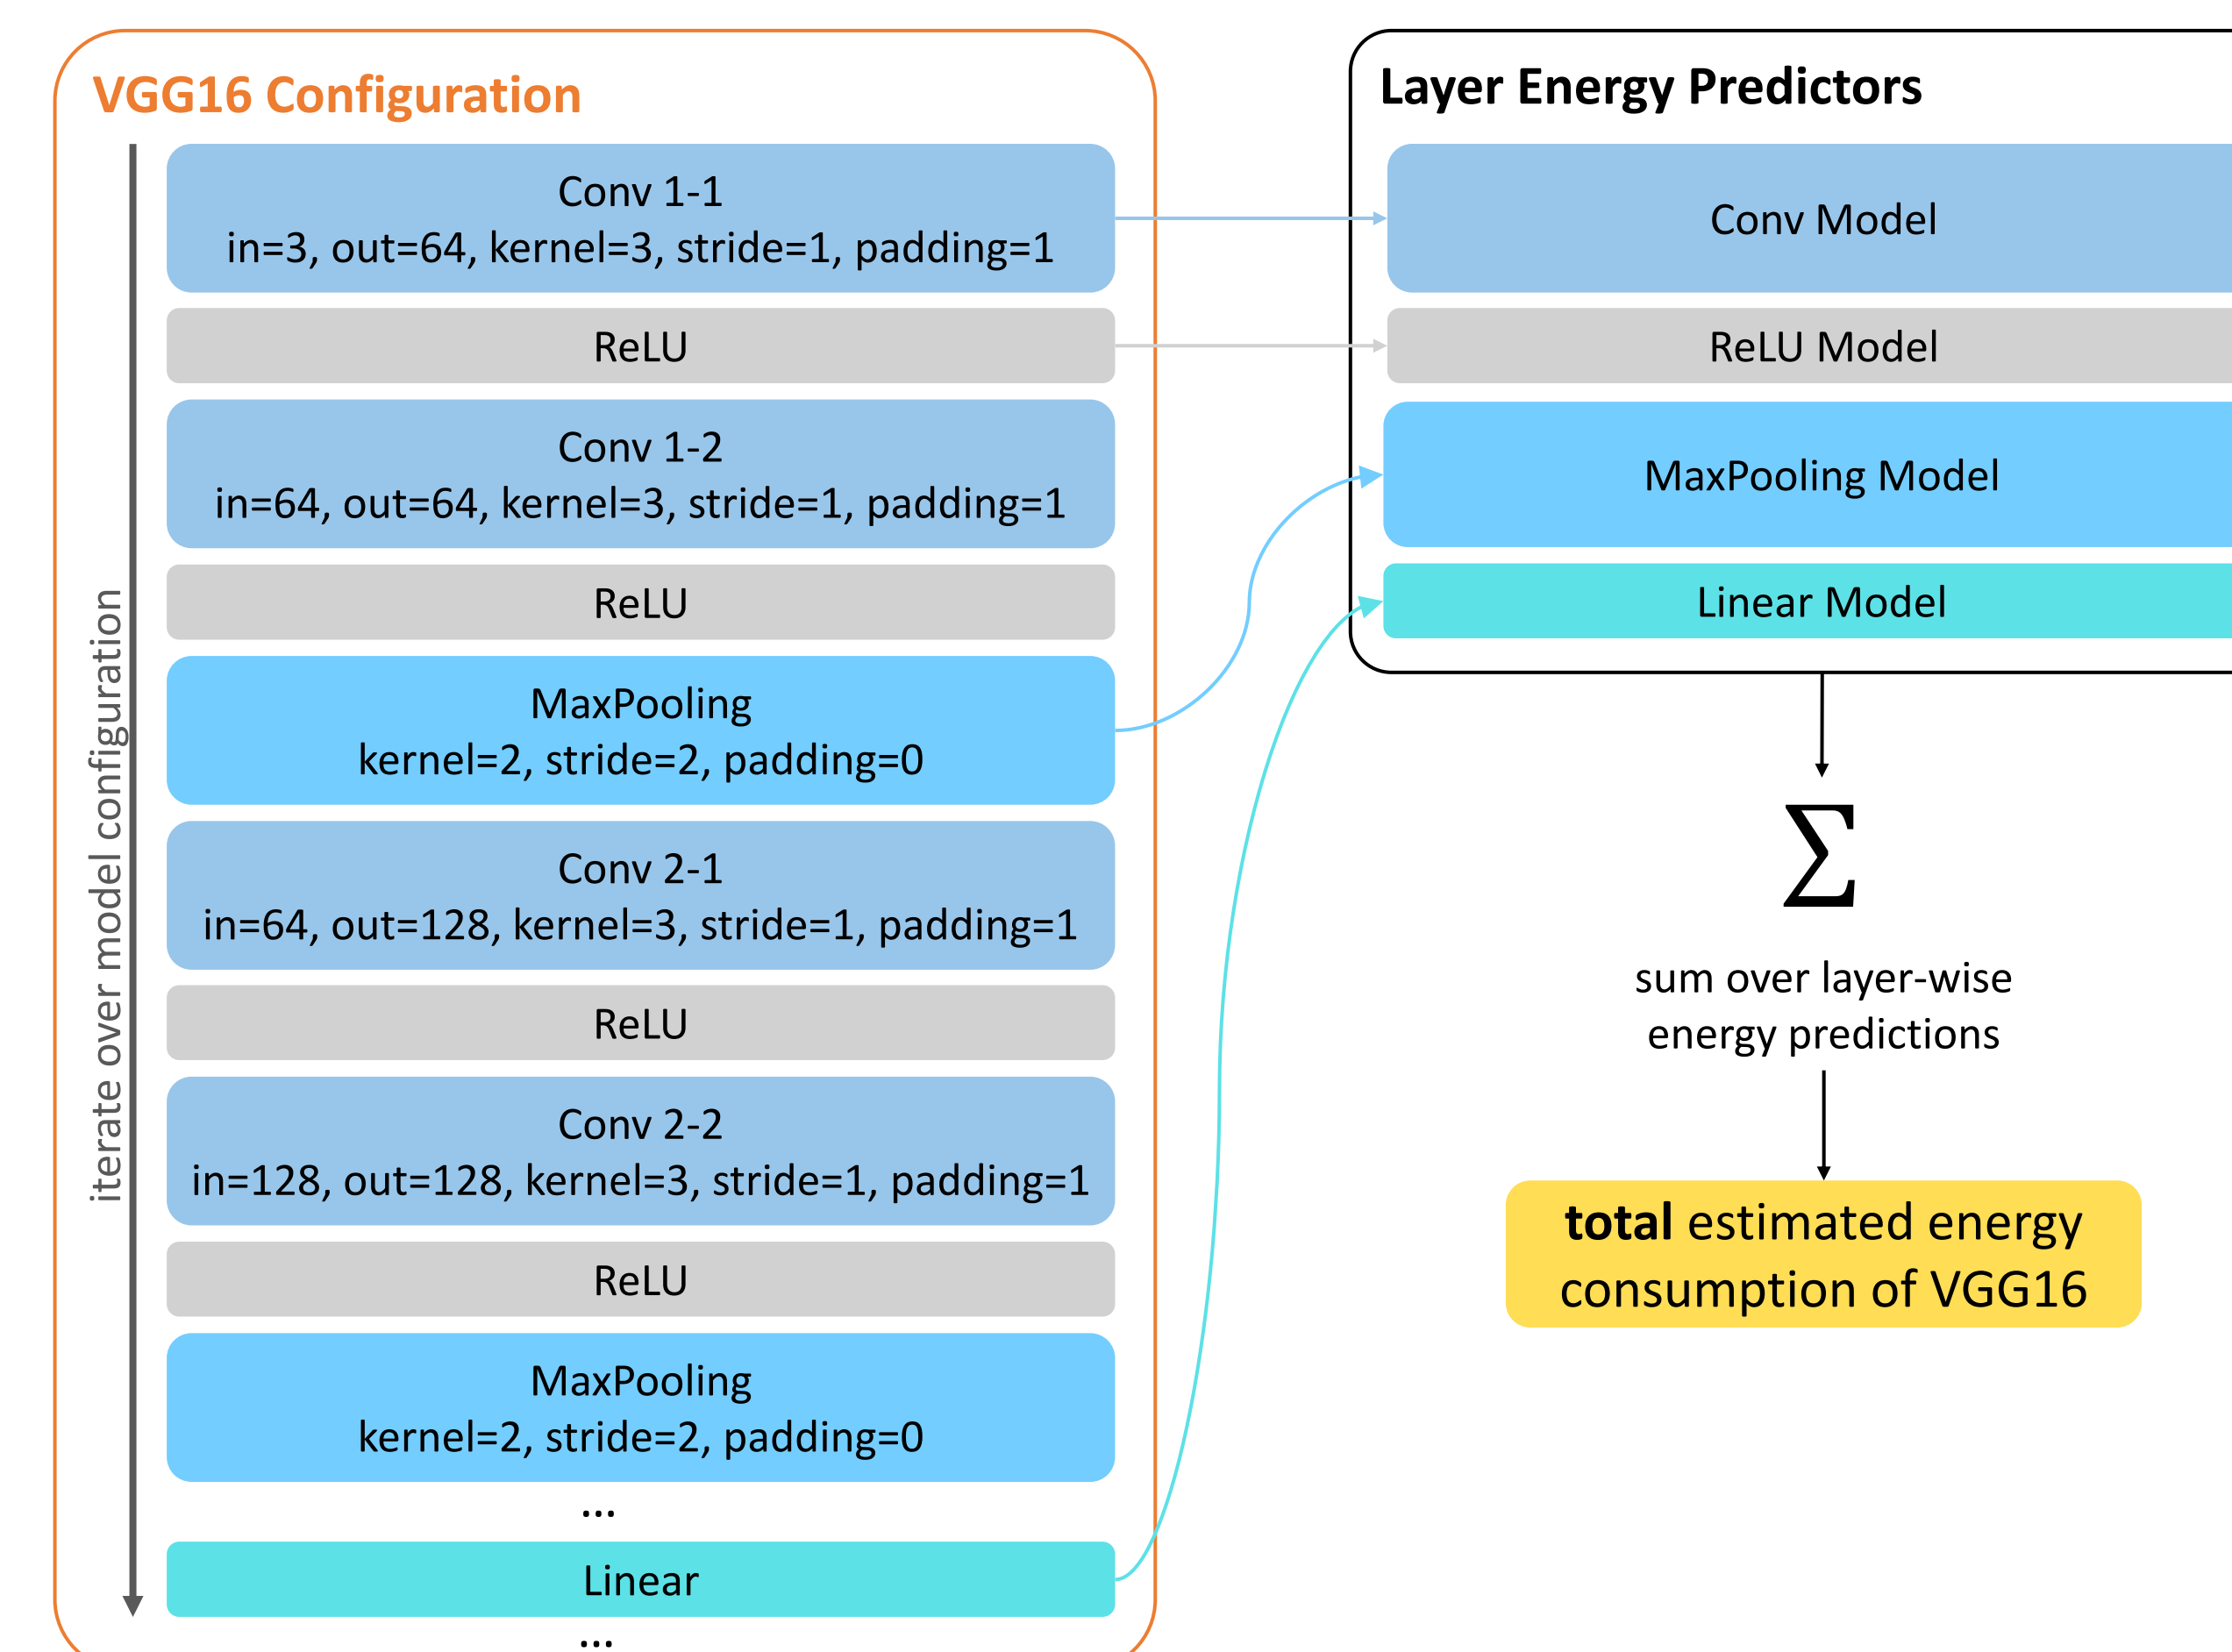 VGG16 Configuration
iterate over model configuration
Conv 1-1
in=3, out=64, kernel=3, stride=1, padding=1
ReLU
Conv 1-2
in=64, out=64, kernel=3, stride=1, padding=1
ReLU
MaxPooling
kernel=2, stride=2, padding=0
Conv 2-1
in=64, out=128, kernel=3, stride=1, padding=1
ReLU
Conv 2-2
in=128, out=128, kernel=3, stride=1, padding=1
ReLU
MaxPooling
kernel=2, stride=2, padding=0
...
Linear
...
Layer Energy Predictors
Conv Model
ReLU Model
MaxPooling Model
Linear Model
∑
sum over layer-wise
energy predictions
total estimated energy
consumption of VGG16